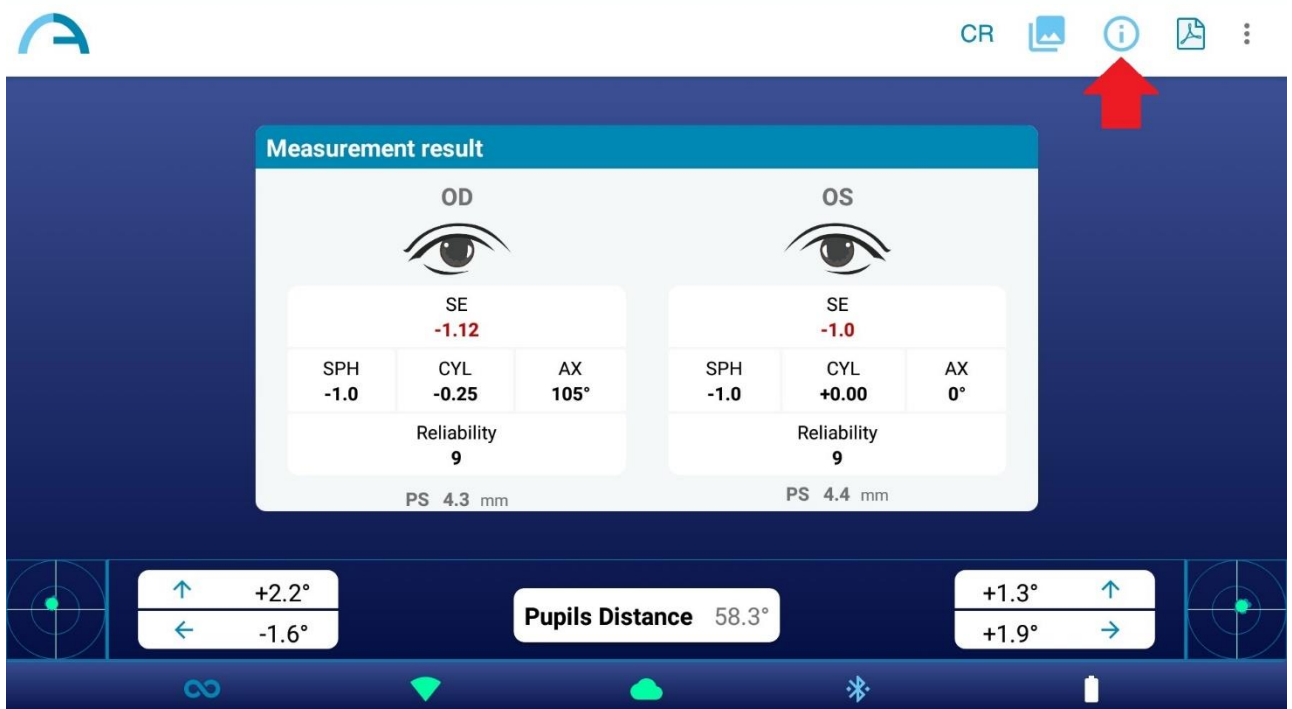 CR
Measurement result
OD OS
SE SE
-1.12 -1.0
SPH CYL AX SPH CYL AX
-1.0 -0.25 105° -1.0 +0.00 0°
Reliability Reliability
9 9
PS 4.3 mm PS 4.4 mm
+2.2° +1.3°
Pupils Distance 58.3°
-1.6° +1.9°